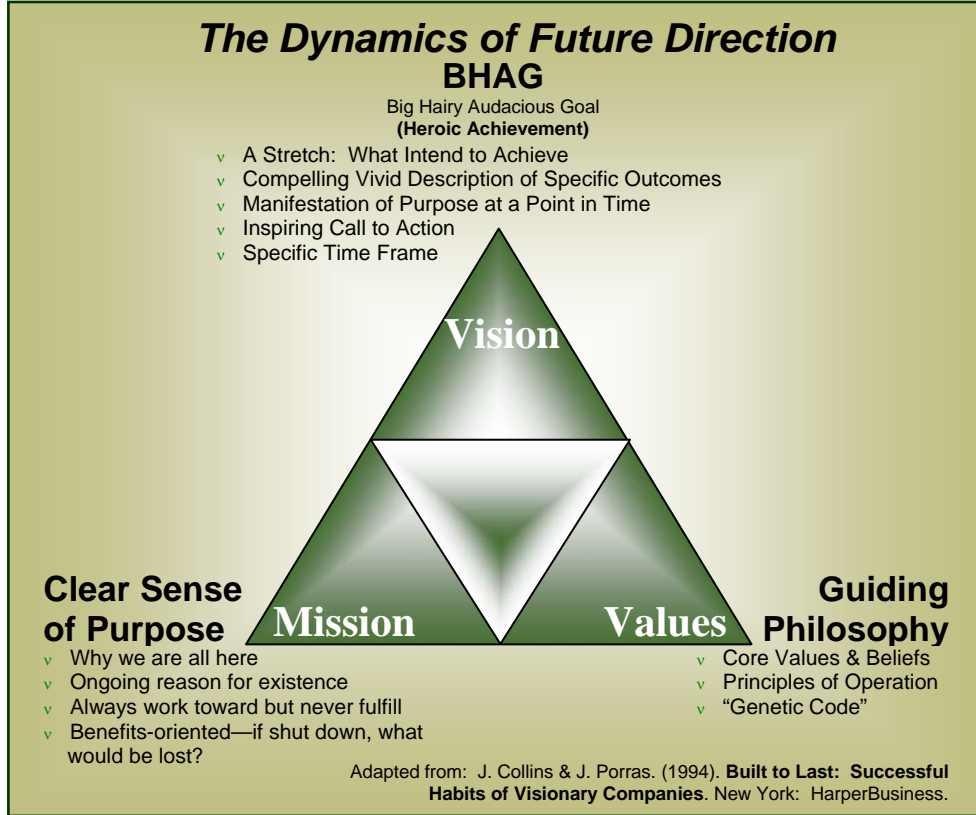 The Dynamics of Future Direction
BHAG
Big Hairy Audacious Goal
(Heroic Achievement)
ν A Stretch: What Intend to Achieve
ν Compelling Vivid Description of Specific Outcomes
ν Manifestation of Purpose at a Point in Time
ν Inspiring Call to Action
ν Specific Time Frame
Vision
Clear Sense
of Purpose
Mission
ν Why we are all here
ν Ongoing reason for existence
ν Always work toward but never fulfill
ν Benefits-oriented—if shut down, what
would be lost?
Values
Guiding
Philosophy
ν Core Values & Beliefs
ν Principles of Operation
ν “Genetic Code”
Adapted from: J. Collins & J. Porras. (1994). Built to Last: Successful
Habits of Visionary Companies. New York: HarperBusiness.